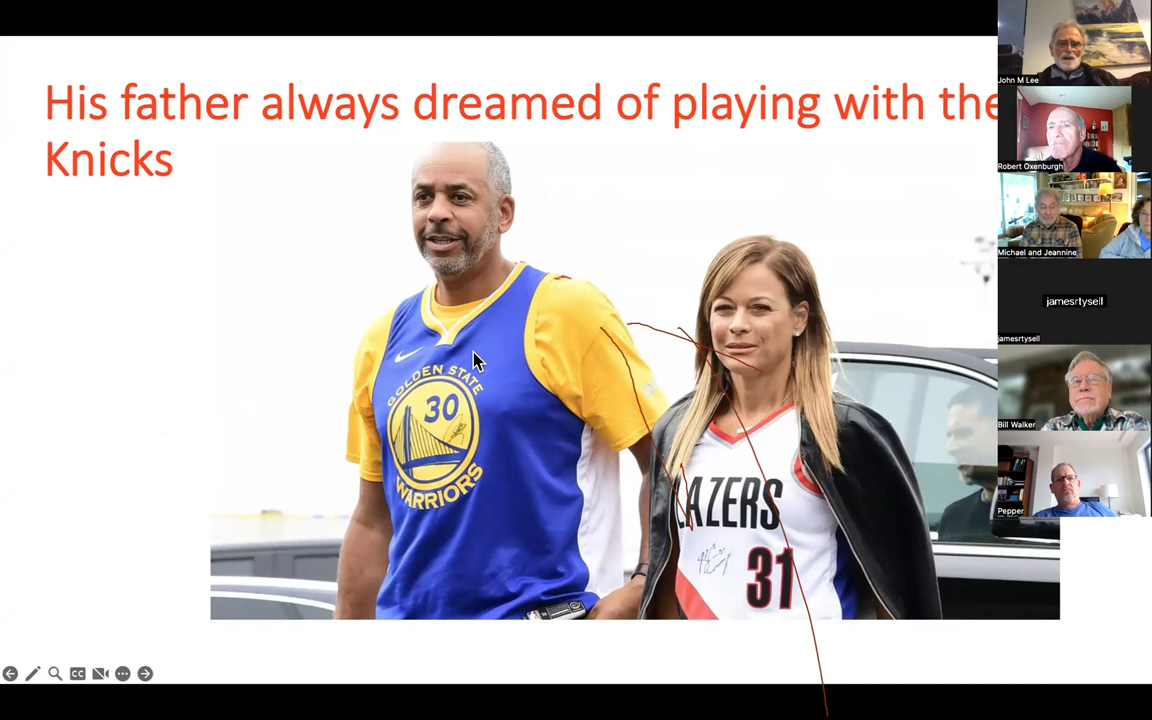 His father always dreamed of playing with the
Knicks
GOLDEN STATE
30
WARRIORS
LAZERS
31
John M Lee
Robert Oxenburgh
Michael and Jeannine
jamesrtysell
jamesrtysell
Bill Walker
Pepper
CC